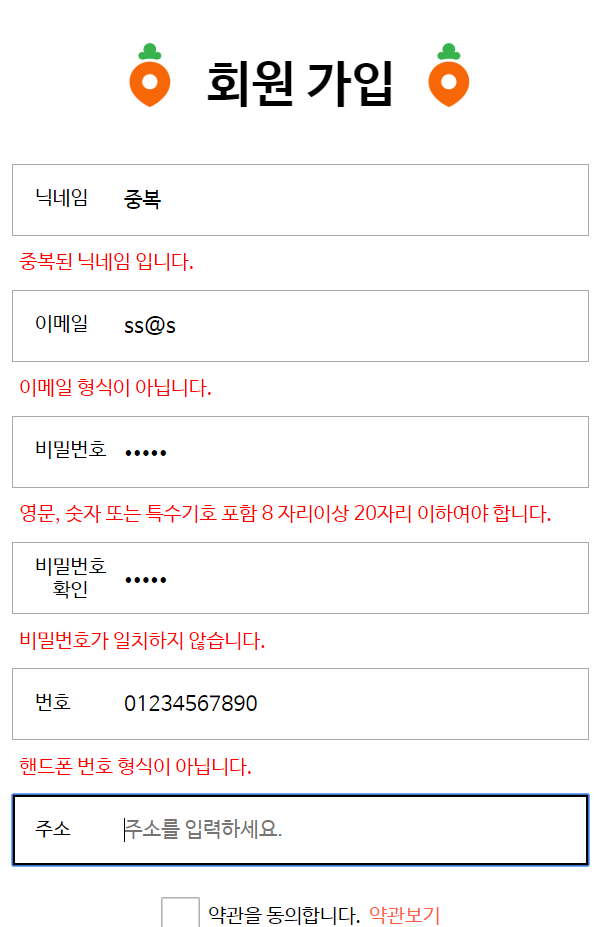 회원 가입
닉네임 중복
중복된 닉네임 입니다.
이메일 ss@s
이메일 형식이 아닙니다.
비밀번호 •••••
영문, 숫자 또는 특수기호 포함 8 자리이상 20자리 이하여야 합니다.
비밀번호
확인 •••••
비밀번호가 일치하지 않습니다.
번호 01234567890
핸드폰 번호 형식이 아닙니다.
주소 주소를 입력하세요.
약관을 동의합니다. 약관보기